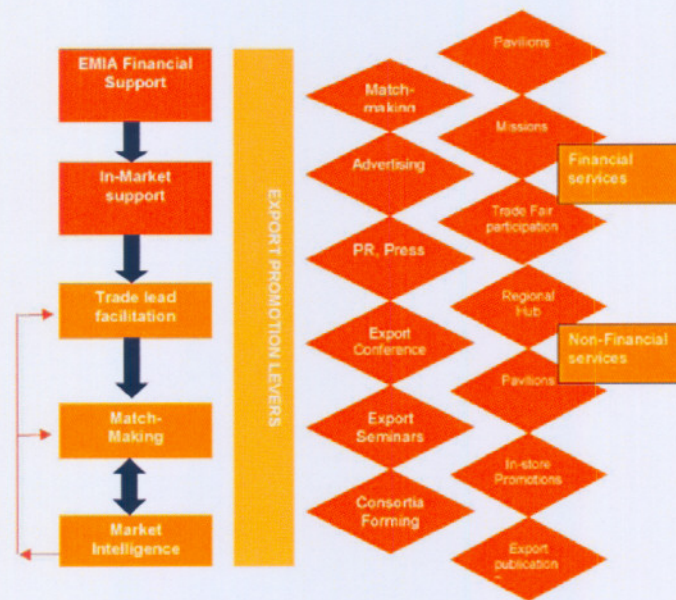 EMIA Financial
Support
In-Market
support
Trade lead
facilitation
Match-
Making
Market
Intelligence
EXPORT PROMOTION LEVERS
Match-
making
Advertising
PR, Press
Export
Conference
Export
Seminars
Consortia
Forming
Pavilions
Missions
Trade Fair
participation
Regional
Hub
Pavilions
In-store
Promotions
Export
publication
Financial
services
Non-Financial
services